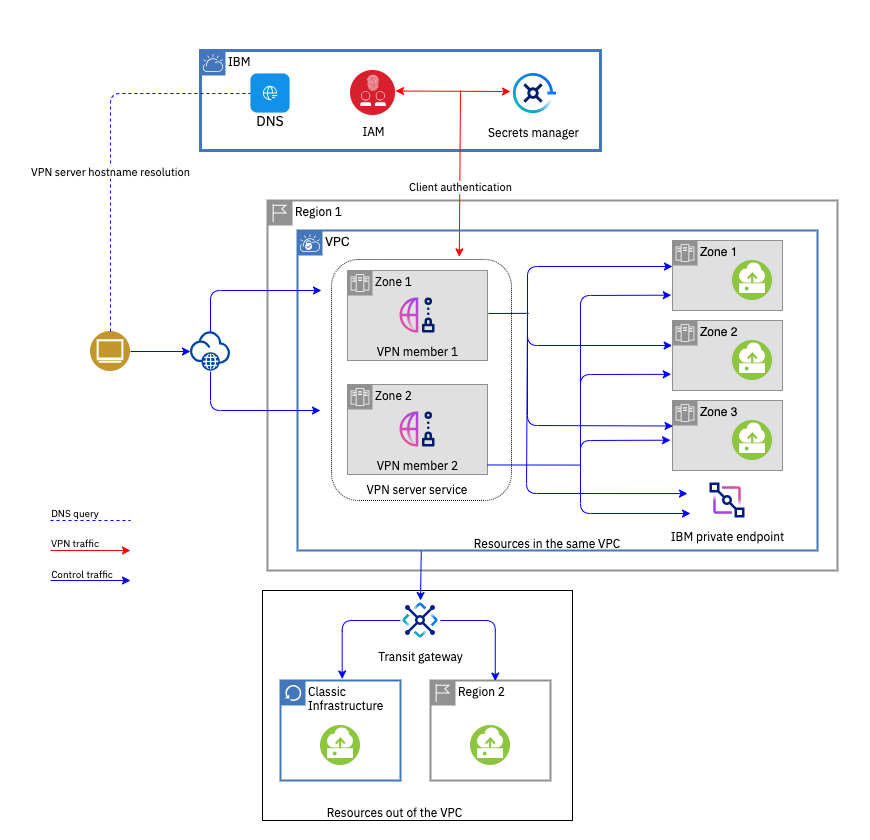 IBM
DNS
IAM
Secrets manager
VPN server hostname resolution
Client authentication
Region 1
VPC
Zone 1
VPN member 1
Zone 2
VPN member 2
VPN server service
Zone 1
Zone 2
Zone 3
IBM private endpoint
Resources in the same VPC
DNS query
VPN traffic
Control traffic
Transit gateway
Classic
Infrastructure
Region 2
Resources out of the VPC